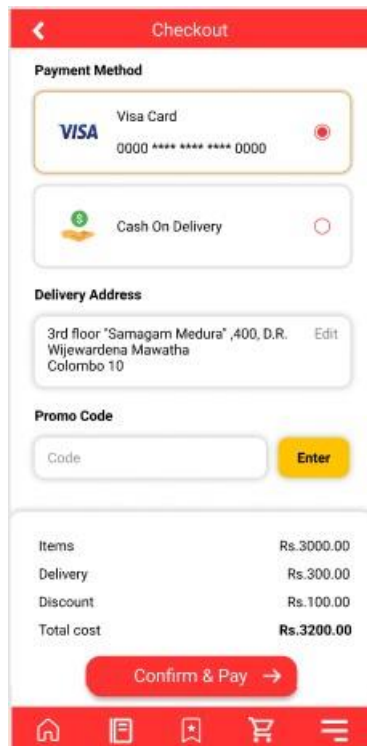 Checkout
Payment Method
VISA
Visa Card
0000 **** **** **** 0000
Cash On Delivery
Delivery Address
3rd floor "Samagam Medura" ,400, D.R.
Edit
Wijewardena Mawatha
Colombo 10
Promo Code
Code
Enter
Items Rs.3000.00
Delivery Rs.300.00
Discount Rs.100.00
Total cost Rs.3200.00
Confirm & Pay →